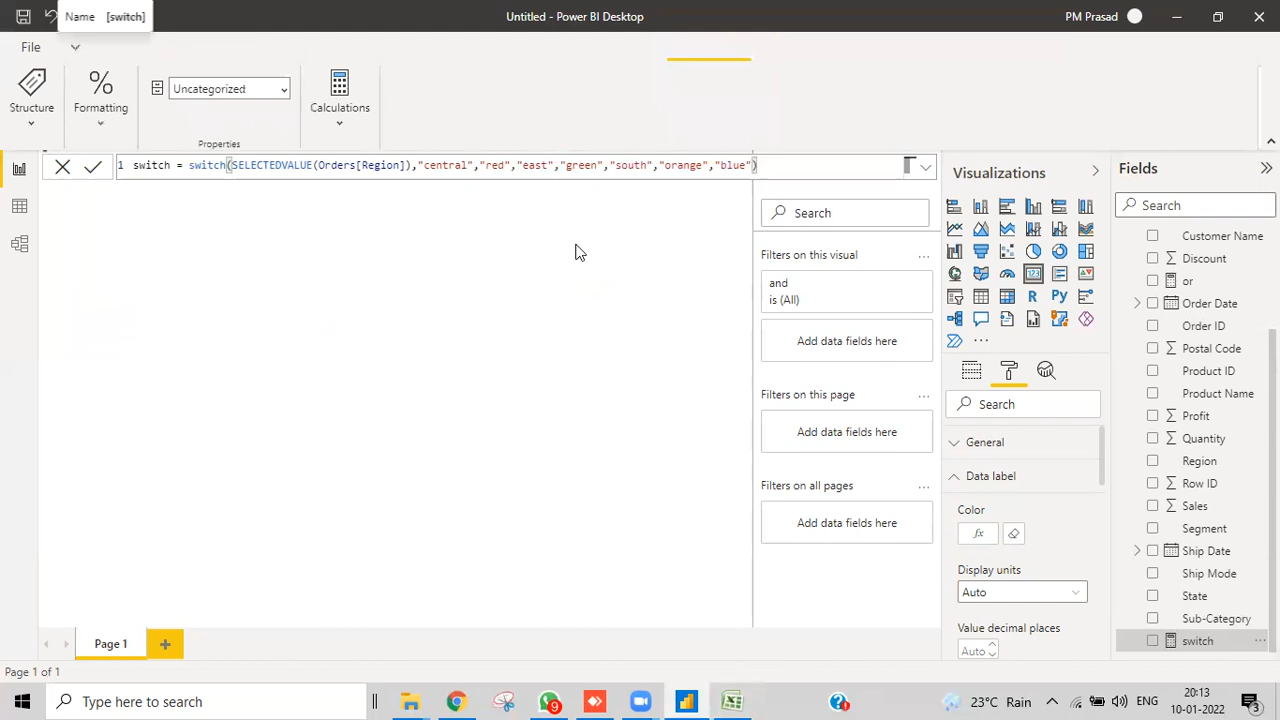 Name [switch]
Untitled - Power BI Desktop
PM Prasad
File
Structure
Formatting
Uncategorized
Calculations
Properties
1 switch = switch(SELECTEDVALUE(Orders[Region]),"central","red","east","green","south","orange","blue")
Search
Filters on this visual
...
and
is (All)
Add data fields here
Filters on this page
...
Add data fields here
Filters on all pages
...
Add data fields here
Visualizations
123
R
Py
...
Search
General
Data label
Color
fx
Display units
Auto
Value decimal places
Auto
Fields
Search
Customer Name
Discount
or
Order Date
Order ID
Postal Code
Product ID
Product Name
Profit
Quantity
Region
Row ID
Sales
Segment
Ship Date
Ship Mode
State
Sub-Category
switch
...
Page 1
+
Page 1 of 1
Type here to search
9
23°C Rain
ENG
20:13
10-01-2022
3